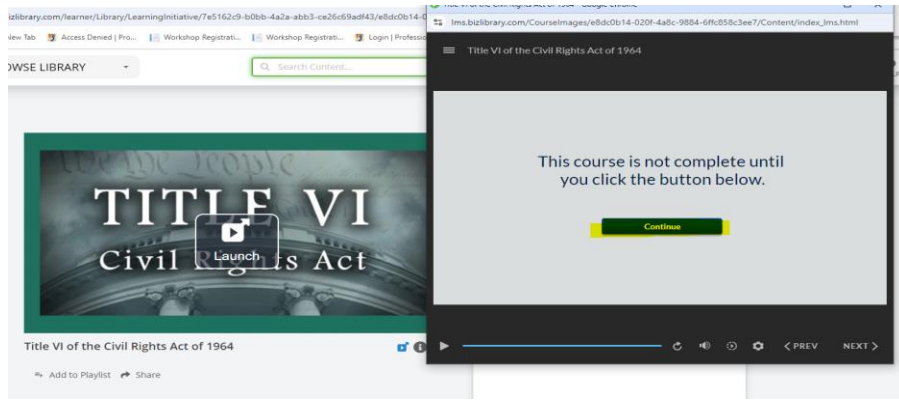 izlibrary.com/learner/Library/LearningInitiative/7e5162c9-b0bb-4a2a-abb3-ce26c69adf43/e8dc0b14-0
New Tab Access Denied | Pro... Workshop Registrati... Workshop Registrati... Login | Professio
OWSE LIBRARY
Search Content...
We the People
TITLE VI
Civil Rights Act
Launch
Title VI of the Civil Rights Act of 1964
Add to Playlist Share
lms.bizlibrary.com/CourseImages/e8dc0b14-020f-4a8c-9884-6ffc858c3ee7/Content/index_lms.html
Title VI of the Civil Rights Act of 1964
This course is not complete until
you click the button below.
Continue
< PREV NEXT >